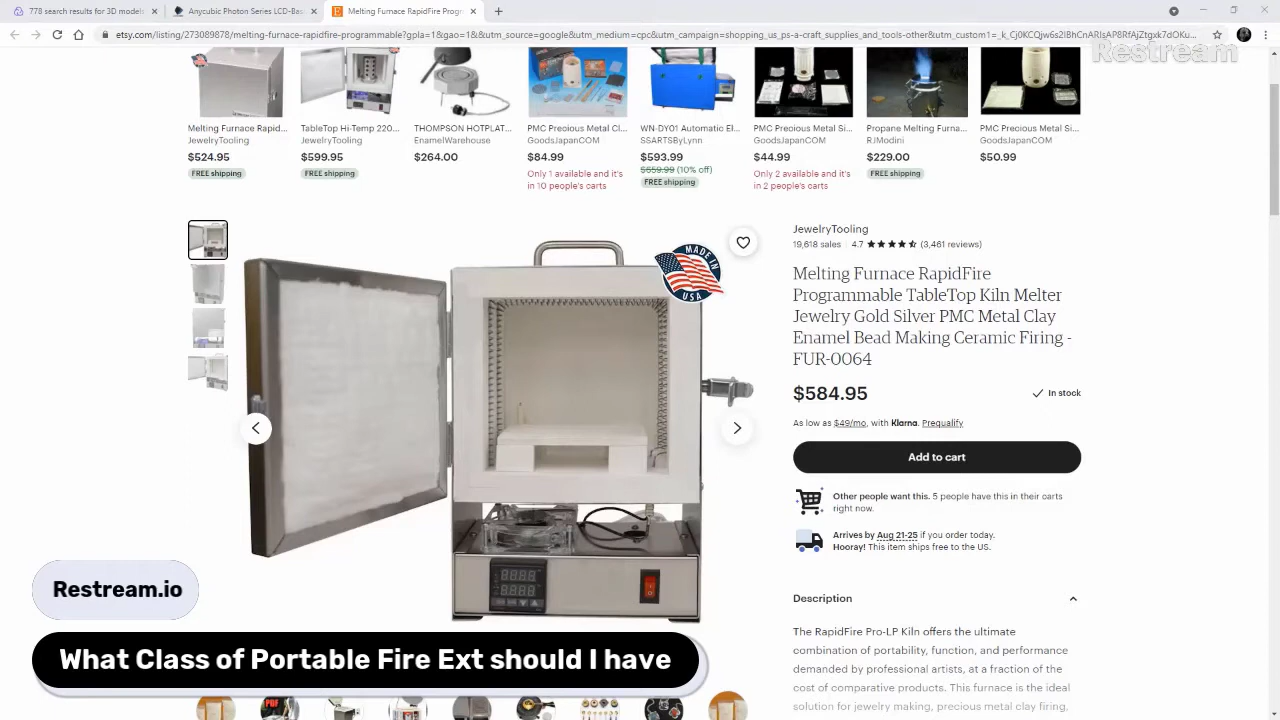 778 search results for 3D model
Anycubic Photon Series LCD-Bas
Melting Furnace RapidFire Progr
etsy.com/listing/273089878/melting-furnace-rapidfire-programmable?gpla=1&gao=1&&utm_source=google&utm_medium=cpc&utm_campaign=shopping_us_ps-a-craft_supplies_and_tools-other&utm_custom1=_k_
Restream
Melting Furnace Rapid...
JewelryTooling
$524.95
FREE shipping
TableTop Hi-Temp 220...
JewelryTooling
$599.95
FREE shipping
THOMPSON HOTPLAT...
EnamelWarehouse
$264.00
PMC Precious Metal Cl...
GoodsJapanCOM
$84.99
Only 1 available and it's
in 10 people's carts
WN-DY01 Automatic El...
SSARTSByLynn
$593.99
$659.99 (10% off)
FREE shipping
PMC Precious Metal Si...
GoodsJapanCOM
$44.99
Only 2 available and it's
in 2 people's carts
Propane Melting Furna...
RJModini
$229.00
FREE shipping
PMC Precious Metal Si...
GoodsJapanCOM
$50.99
MADE IN
USA
JewelryTooling
19,618 sales 4.7 (3,461 reviews)
Melting Furnace RapidFire
Programmable TableTop Kiln Melter
Jewelry Gold Silver PMC Metal Clay
Enamel Bead Making Ceramic Firing -
FUR-0064
$584.95
In stock
As low as $49/mo, with Klarna. Prequalify
Add to cart
Other people want this. 5 people have this in their carts
right now.
Arrives by Aug 21-25 if you order today.
Hooray! This item ships free to the US.
Description
The RapidFire Pro-LP Kiln offers the ultimate
combination of portability, function, and performance
demanded by professional artists, at a fraction of the
cost of comparative products. This furnace is the ideal
solution for jewelry making, precious metal clay firing,
Restream.io
What Class of Portable Fire Ext should I have
PDF